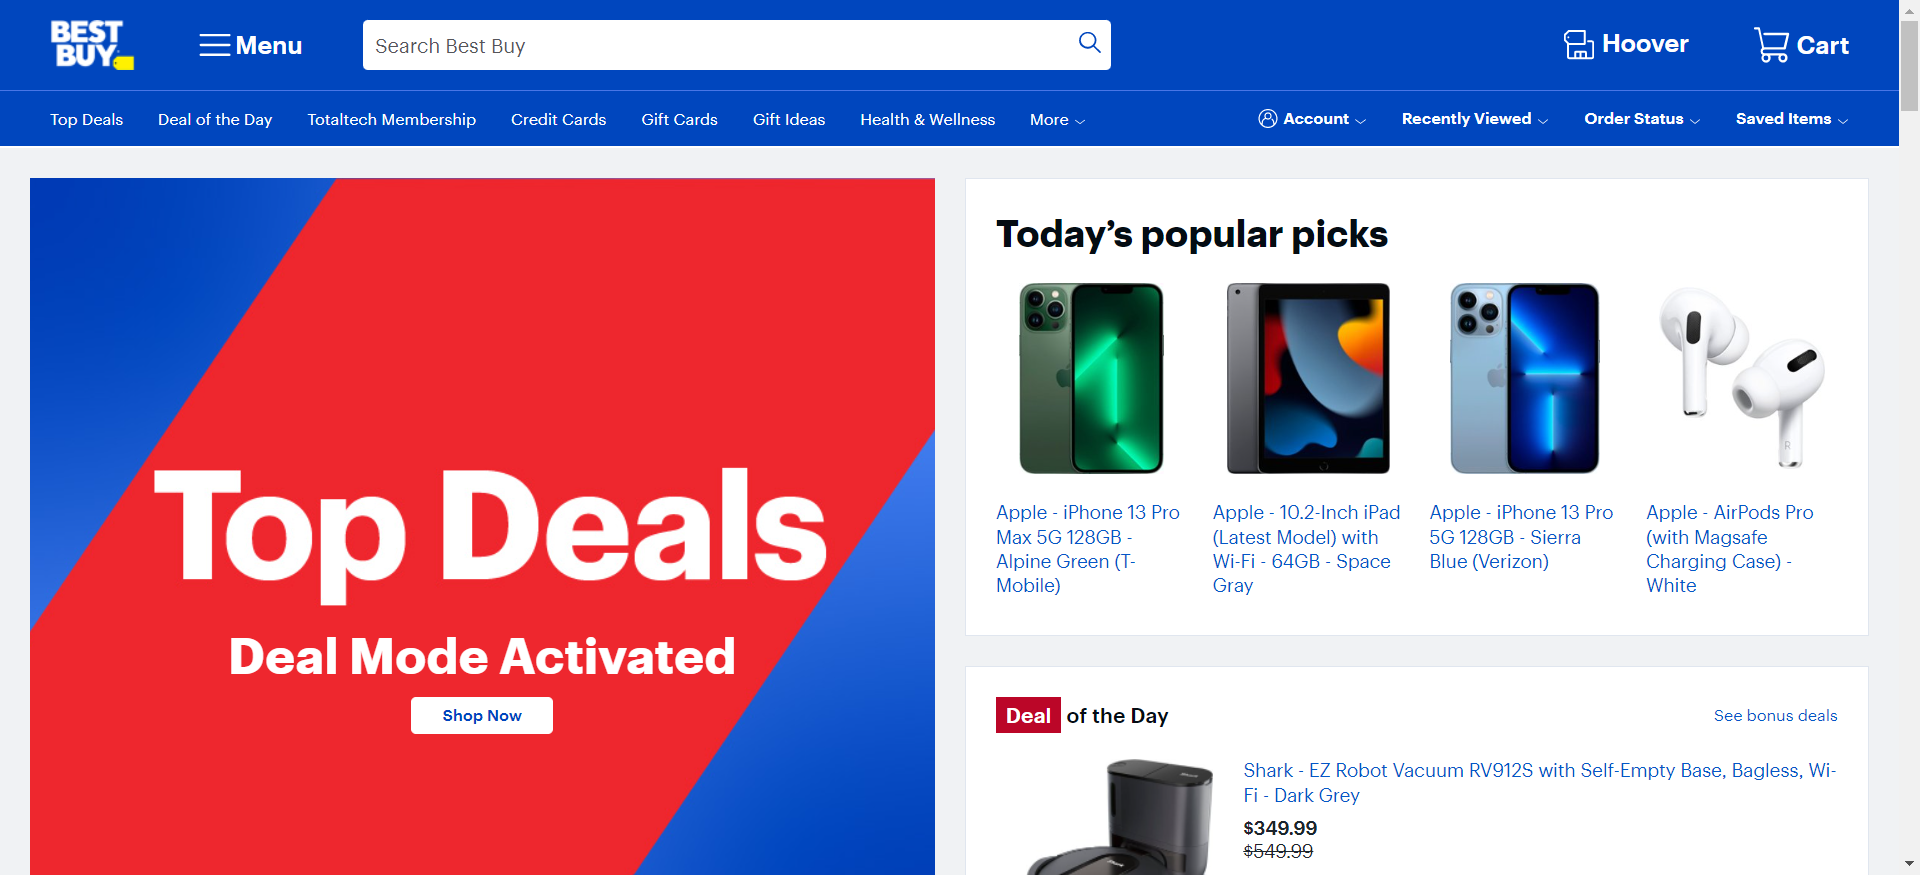 BEST
BUY
Menu
Search Best Buy
Hoover
Cart
Top Deals
Deal of the Day
Totaltech Membership
Credit Cards
Gift Cards
Gift Ideas
Health & Wellness
More
Account
Recently Viewed
Order Status
Saved Items
Top Deals
Deal Mode Activated
Shop Now
Today's popular picks
Apple - iPhone 13 Pro
Max 5G 128GB -
Alpine Green (T-
Mobile)
Apple - 10.2-Inch iPad
(Latest Model) with
Wi-Fi - 64GB - Space
Gray
Apple - iPhone 13 Pro
5G 128GB - Sierra
Blue (Verizon)
R
Apple - AirPods Pro
(with Magsafe
Charging Case) -
White
Deal of the Day
See bonus deals
Shark
Shark
Shark - EZ Robot Vacuum RV912S with Self-Empty Base, Bagless, Wi-
Fi - Dark Grey
$349.99
$549.99